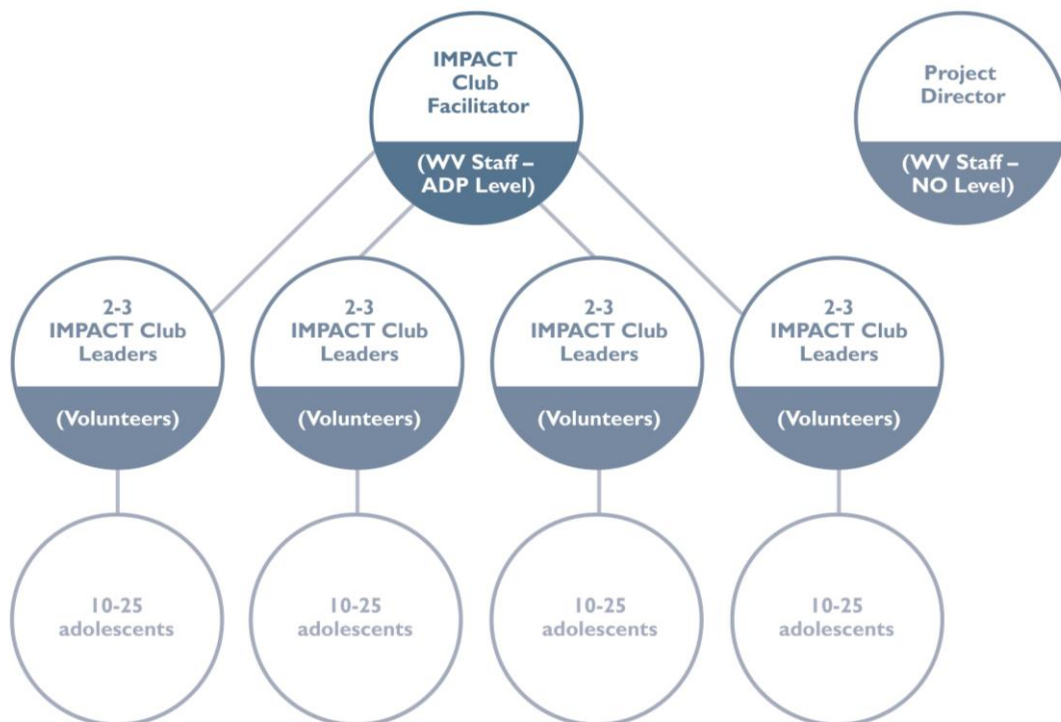 IMPACT
Club
Facilitator
(WV Staff –
ADP Level)
Project
Director
(WV Staff –
NO Level)
2-3
IMPACT Club
Leaders
(Volunteers)
2-3
IMPACT Club
Leaders
(Volunteers)
2-3
IMPACT Club
Leaders
(Volunteers)
2-3
IMPACT Club
Leaders
(Volunteers)
10-25
adolescents
10-25
adolescents
10-25
adolescents
10-25
adolescents